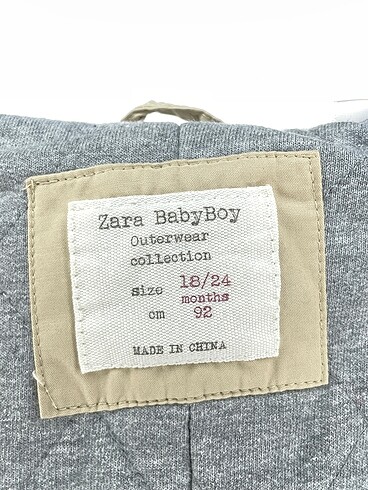 Zara BabyBoy
Outerwear
collection
size 18/24
months
cm 92
MADE IN CHINA